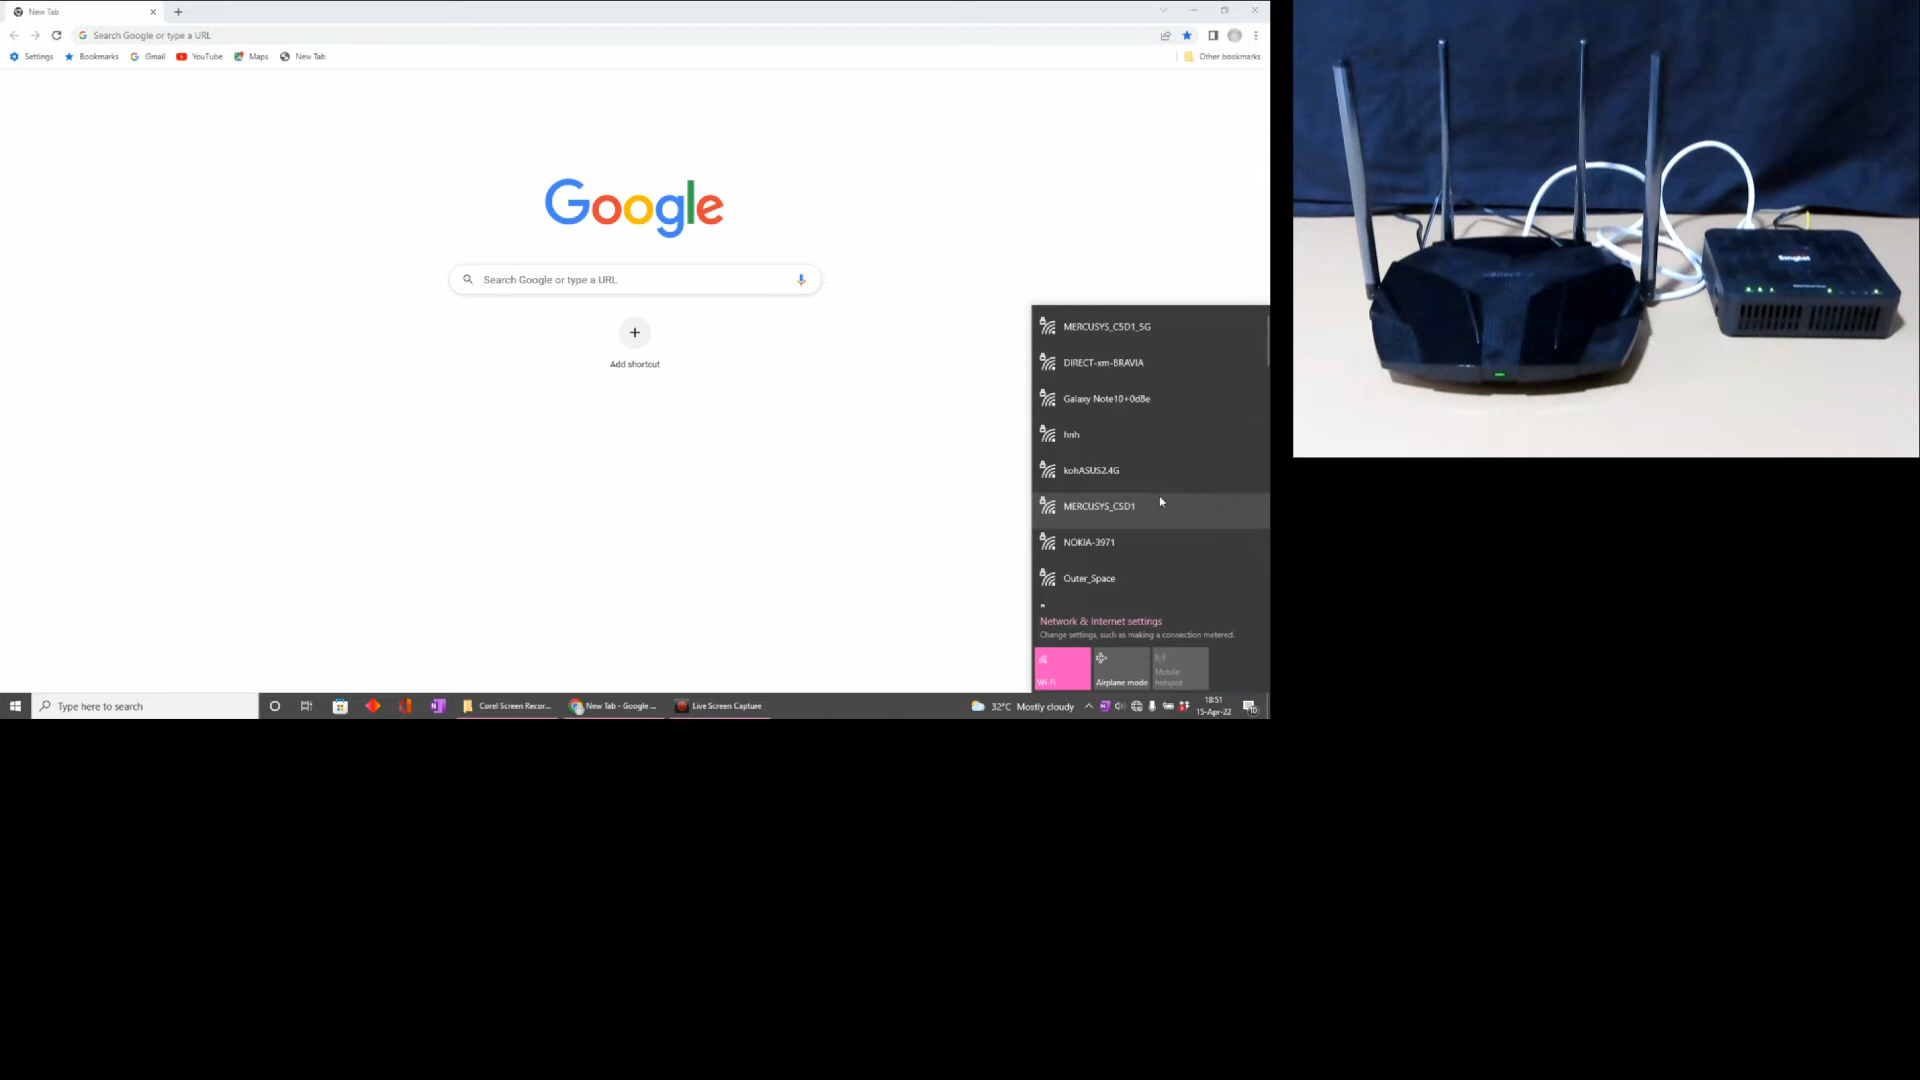 New Tab
Search Google or type a URL
Settings Bookmarks Gmail YouTube Maps New Tab Other bookmarks
Google
Search Google or type a URL
Add shortcut
MERCUSYS_C5D1_5G
DIRECT-xm-BRAVIA
Galaxy Note10+0d8e
hnh
kohASUS2.4G
MERCUSYS_C5D1
NOKIA-3971
Outer_Space
Network & Internet settings
Change settings, such as making a connection metered.
Wi-Fi Airplane mode Mobile hotspot
Type here to search
Corel Screen Recor...
New Tab - Google ...
Live Screen Capture
32°C Mostly cloudy
18:51
15-Apr-22
10
Singtel